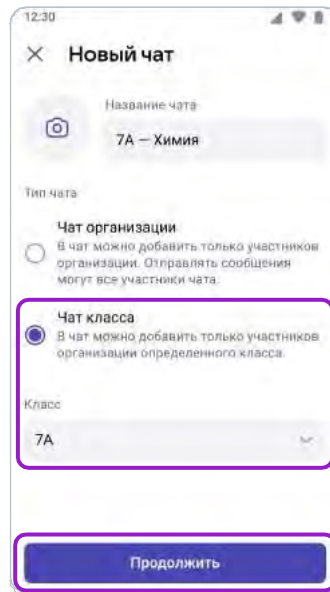 12:30
Новый чат
Название чата
7А — Химия
Тип чата
Чат организации
В чат можно добавить только участников
организации. Отправлять сообщения
могут все участники чата.
Чат класса
В чат можно добавить только участников
организации определенного класса.
Класс
7А
Продолжить